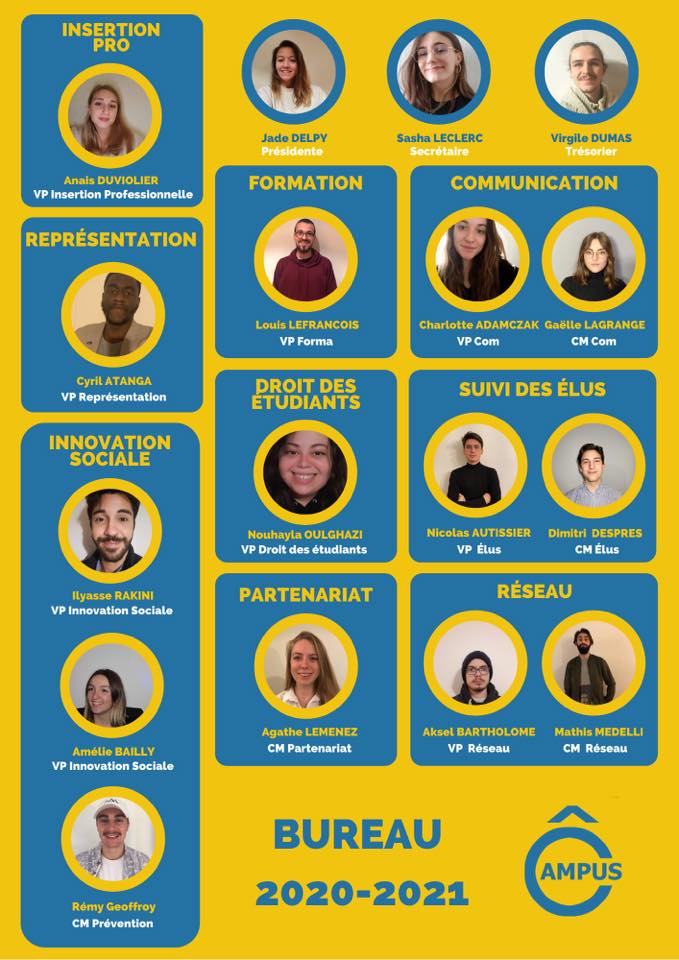 INSERTION
PRO
Anais DUVIOLIER
VP Insertion Professionnelle
Jade DELPY
Présidente
Sasha LECLERC
Secrétaire
Virgile DUMAS
Trésorier
REPRÉSENTATION
Cyril ATANGA
VP Représentation
FORMATION
Louis LEFRANCOIS
VP Forma
COMMUNICATION
Charlotte ADAMCZAK
VP Com
Gaëlle LAGRANGE
CM Com
INNOVATION
SOCIALE
Ilyasse RAKINI
VP Innovation Sociale
Amélie BAILLY
VP Innovation Sociale
Rémy Geoffroy
CM Prévention
DROIT DES
ÉTUDIANTS
Nouhayla OULGHAZI
VP Droit des étudiants
SUIVI DES ÉLUS
Nicolas AUTISSIER
VP Élus
Dimitri DESPRES
CM Élus
PARTENARIAT
Agathe LEMENEZ
CM Partenariat
RÉSEAU
Aksel BARTHOLOME
VP Réseau
Mathis MEDELLI
CM Réseau
BUREAU
2020-2021
ÔCAMPUS